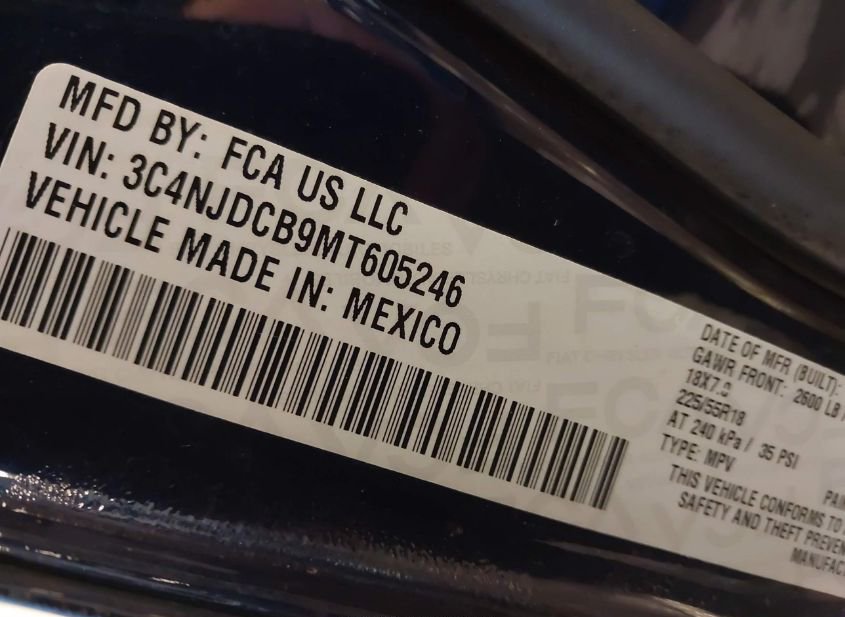 MFD BY: FCA US LLC
VIN: 3C4NJDCB9MT605246
VEHICLE MADE IN: MEXICO
DATE OF MFR (BUILT):
GAWR FRONT: 2600 LB
18X7.0
225/55R18
AT 240 kPa / 35 PSI
TYPE: MPV
THIS VEHICLE CONFORMS TO
SAFETY AND THEFT PREVEN
MANUFAC